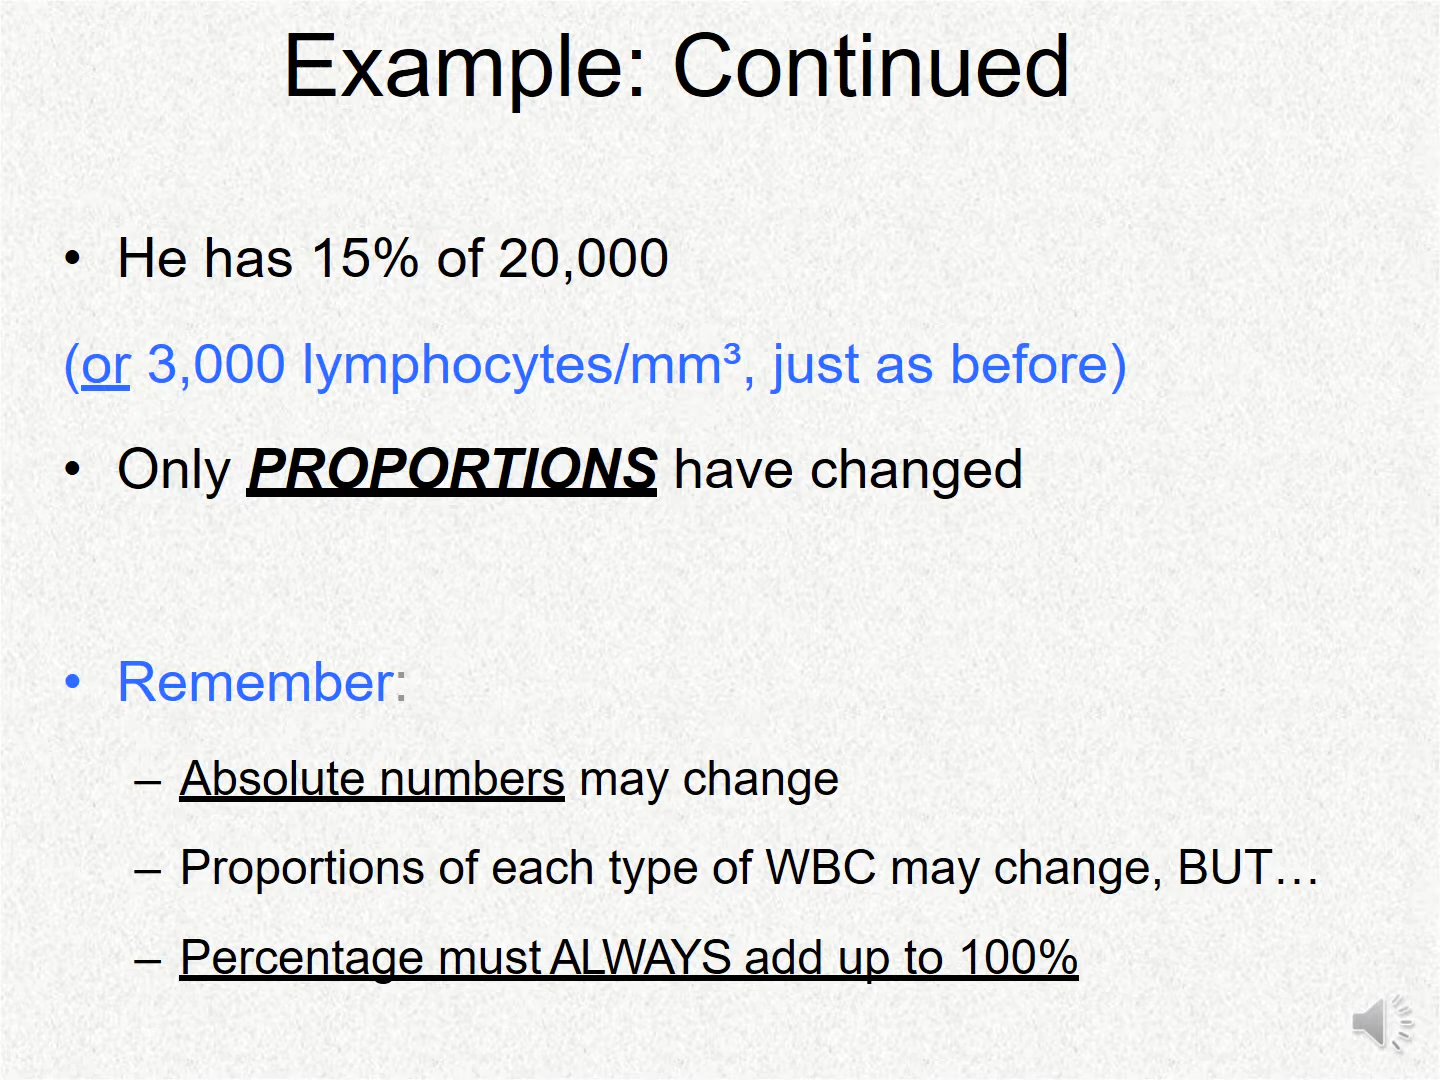 Example: Continued
• He has 15% of 20,000
(or 3,000 lymphocytes/mm³, just as before)
• Only PROPORTIONS have changed
• Remember:
– Absolute numbers may change
– Proportions of each type of WBC may change, BUT…
– Percentage must ALWAYS add up to 100%